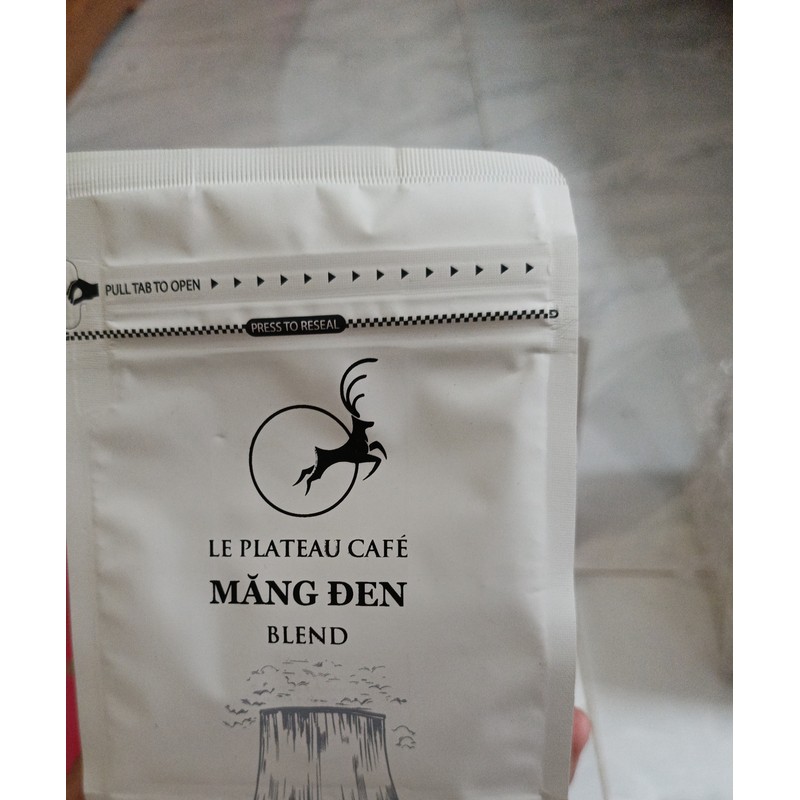 PULL TAB TO OPEN
PRESS TO RESEAL
LE PLATEAU CAFÉ
MĂNG ĐEN
BLEND